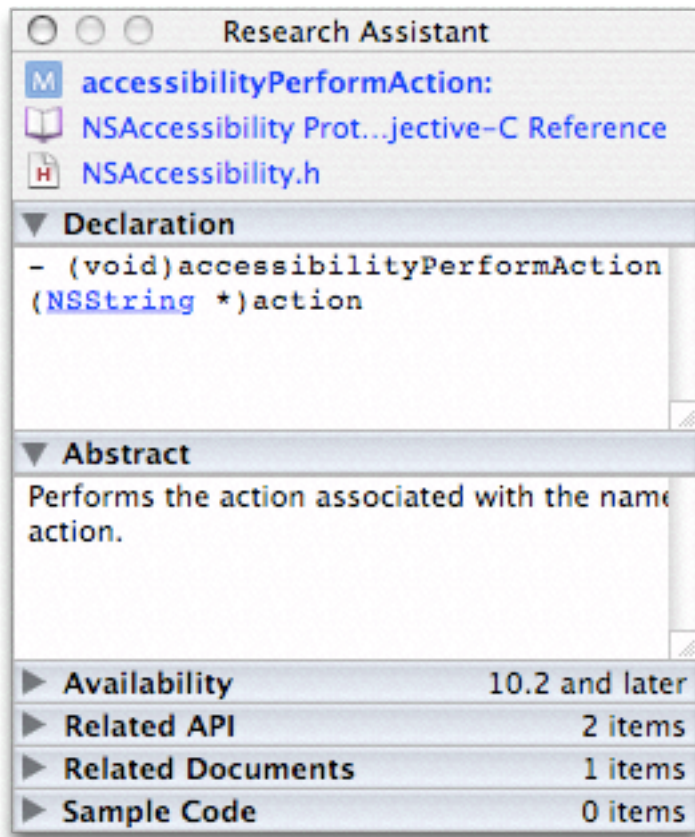 Research Assistant
M accessibilityPerformAction:
NSAccessibility Prot...jective-C Reference
H NSAccessibility.h
Declaration
- (void)accessibilityPerformAction
(NSString *)action
Abstract
Performs the action associated with the name
action.
Availability 10.2 and later
Related API 2 items
Related Documents 1 items
Sample Code 0 items